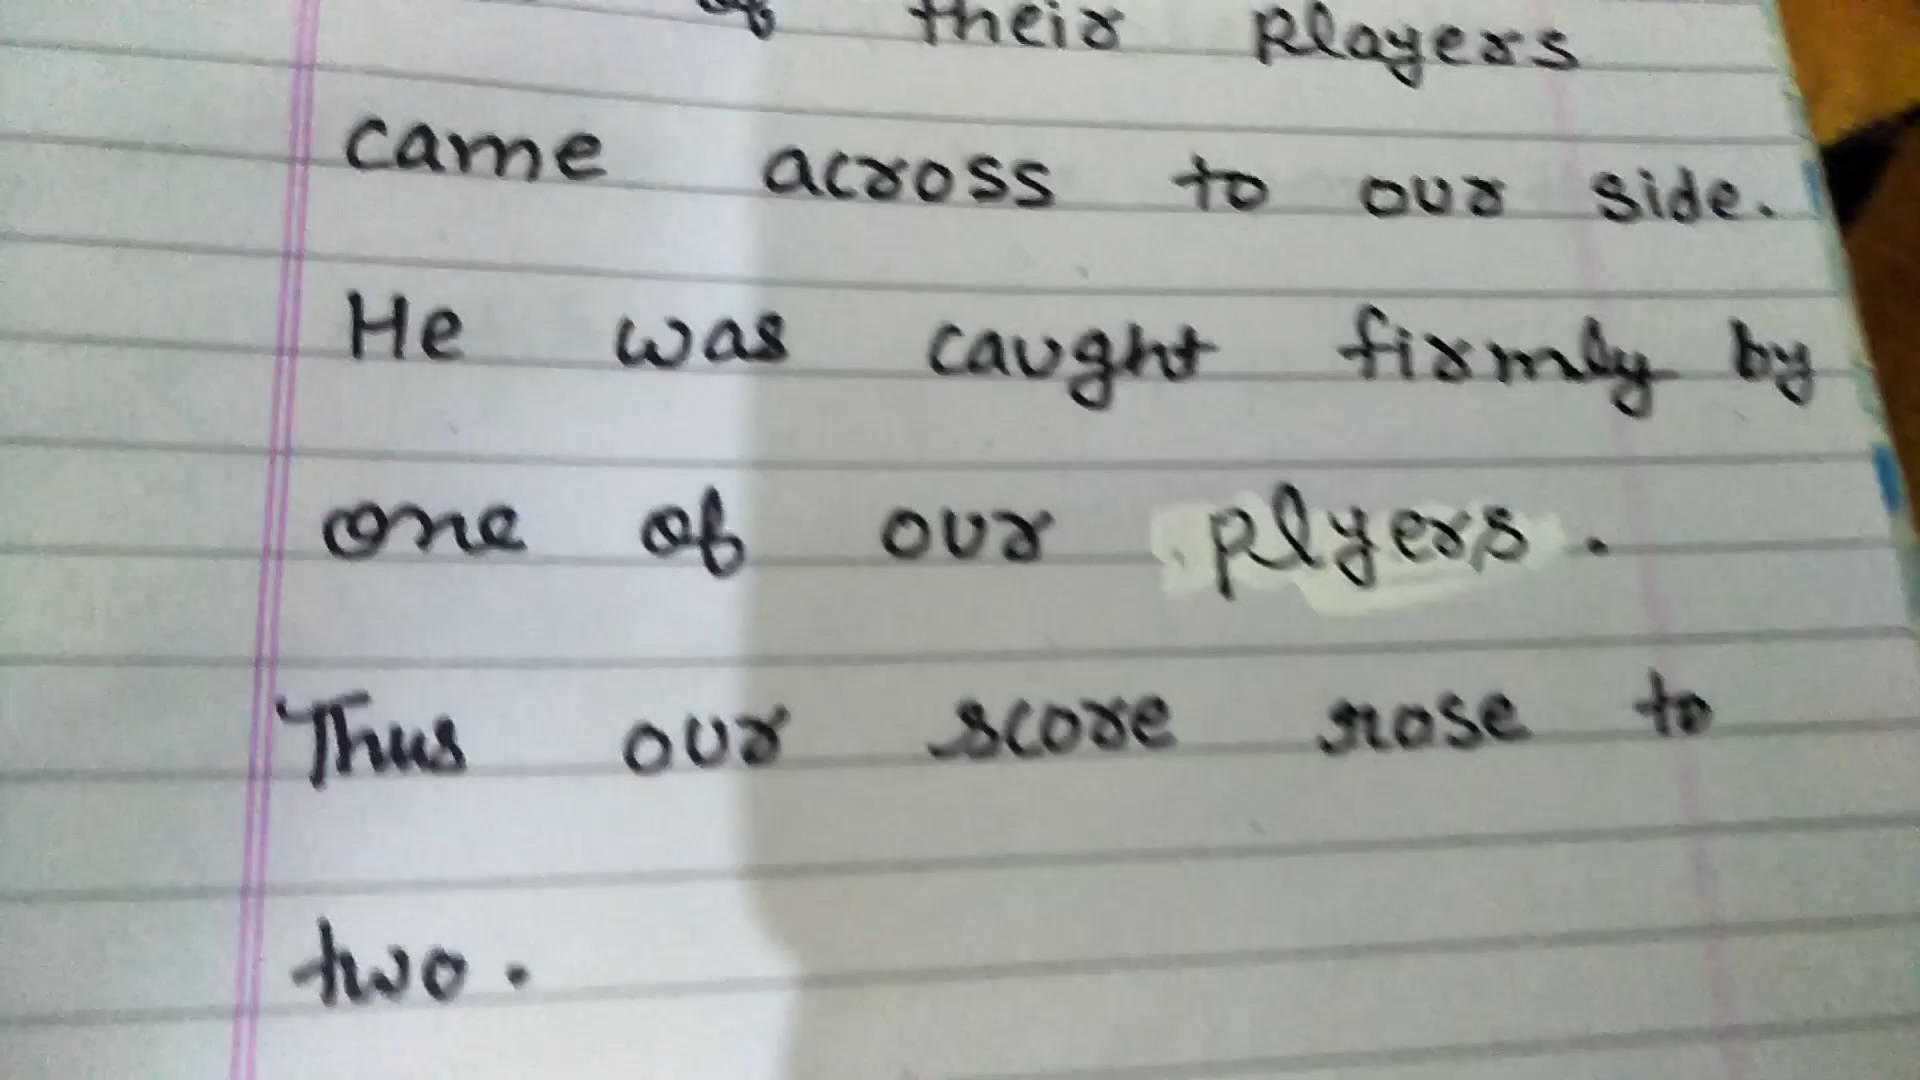 of their players
came across to our side.
He was caught firmly by
one of our plyers.
Thus our score rose to
two.